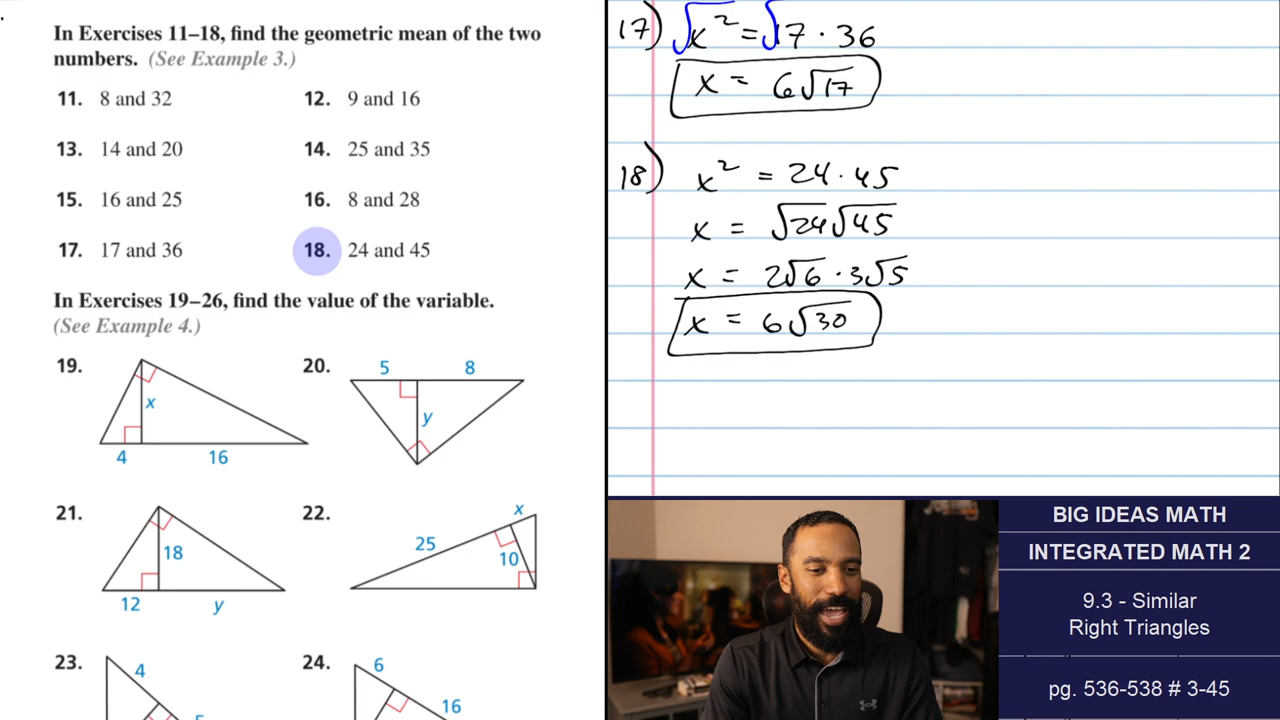 In Exercises 11–18, find the geometric mean of the two
numbers. (See Example 3.)
11. 8 and 32
12. 9 and 16
13. 14 and 20
14. 25 and 35
15. 16 and 25
16. 8 and 28
17. 17 and 36
18. 24 and 45
In Exercises 19–26, find the value of the variable.
(See Example 4.)
19.
x
4
16
20.
5
8
y
21.
18
12
y
22.
x
25
10
23.
4
24.
6
16
17) √x² = √17 · 36
x = 6√17
18) x² = 24 · 45
x = √24√45
x = 2√6 · 3√5
x = 6√30
BIG IDEAS MATH
INTEGRATED MATH 2
9.3 - Similar
Right Triangles
pg. 536-538 # 3-45